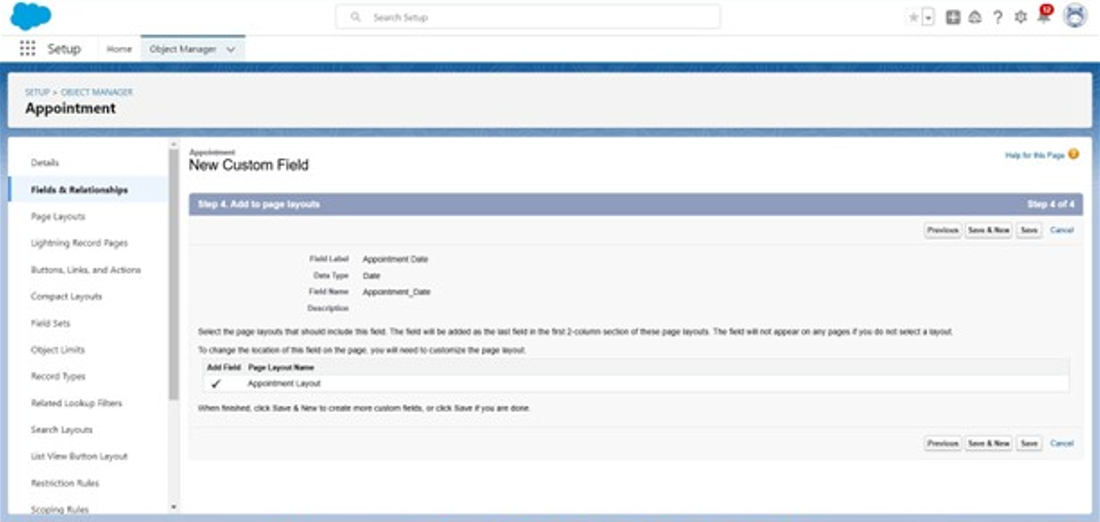 Search Setup
12
Setup
Home
Object Manager
SETUP > OBJECT MANAGER
Appointment
Details
Fields & Relationships
Page Layouts
Lightning Record Pages
Buttons, Links, and Actions
Compact Layouts
Field Sets
Object Limits
Record Types
Related Lookup Filters
Search Layouts
List View Button Layout
Restriction Rules
Scoping Rules
Appointment
New Custom Field
Help for this Page
Step 4. Add to page layouts
Step 4 of 4
Previous Save & New Save Cancel
Field Label Appointment Date
Data Type Date
Field Name Appointment_Date
Description
Select the page layouts that should include this field. The field will be added as the last field in the first 2-column section of these page layouts. The field will not appear on any pages if you do not select a layout.
To change the location of this field on the page, you will need to customize the page layout.
Add Field Page Layout Name
Appointment Layout
When finished, click Save & New to create more custom fields, or click Save if you are done.
Previous Save & New Save Cancel